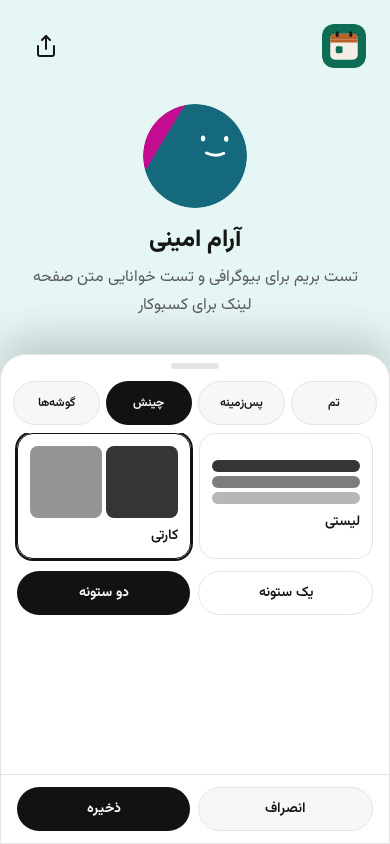 آرام امینی
تست بریم برای بیوگرافی و تست خوانایی متن صفحه
لینک برای کسبوکار
تم
پس‌زمینه
چینش
گوشه‌ها
لیستی
کارتی
یک ستونه
دو ستونه
انصراف
ذخیره